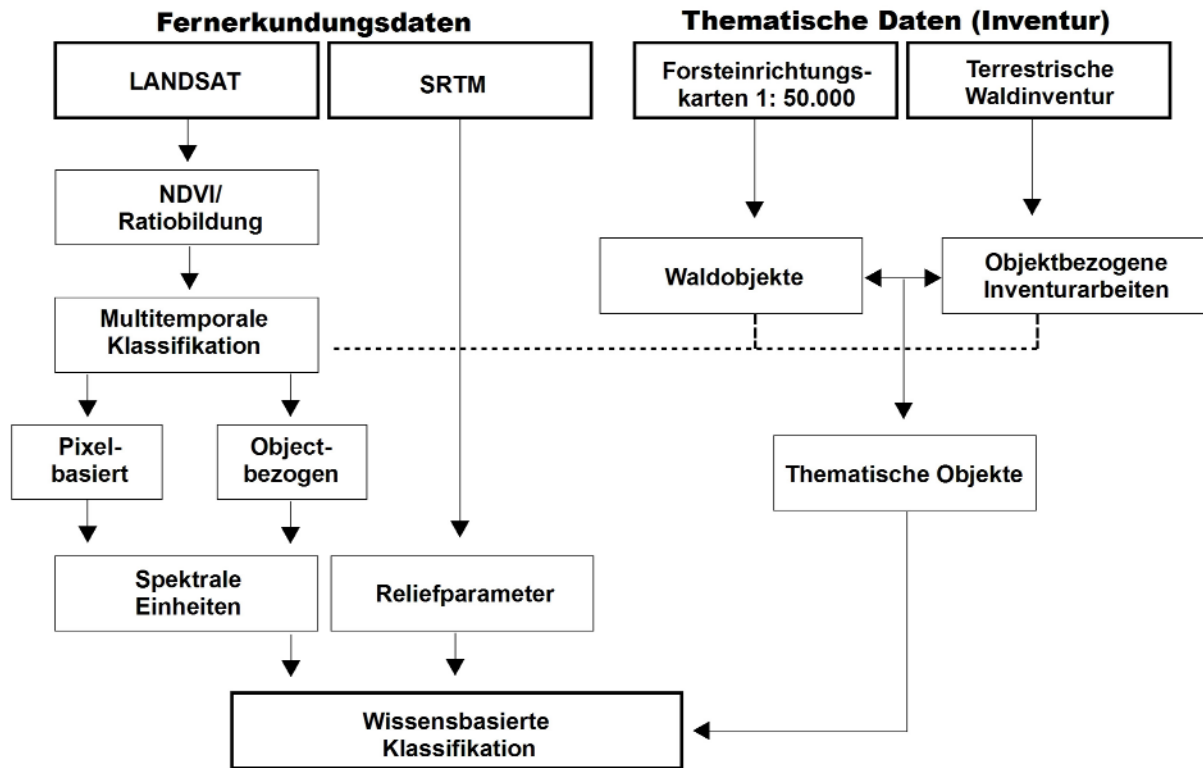 Fernerkundungsdaten
Thematische Daten (Inventur)
LANDSAT
SRTM
Forsteinrichtungs-
karten 1: 50.000
Terrestrische
Waldinventur
NDVI/
Ratiobildung
Waldobjekte
Objektbezogene
Inventurarbeiten
Multitemporale
Klassifikation
Pixel-
basiert
Object-
bezogen
Thematische Objekte
Spektrale
Einheiten
Reliefparameter
Wissensbasierte
Klassifikation